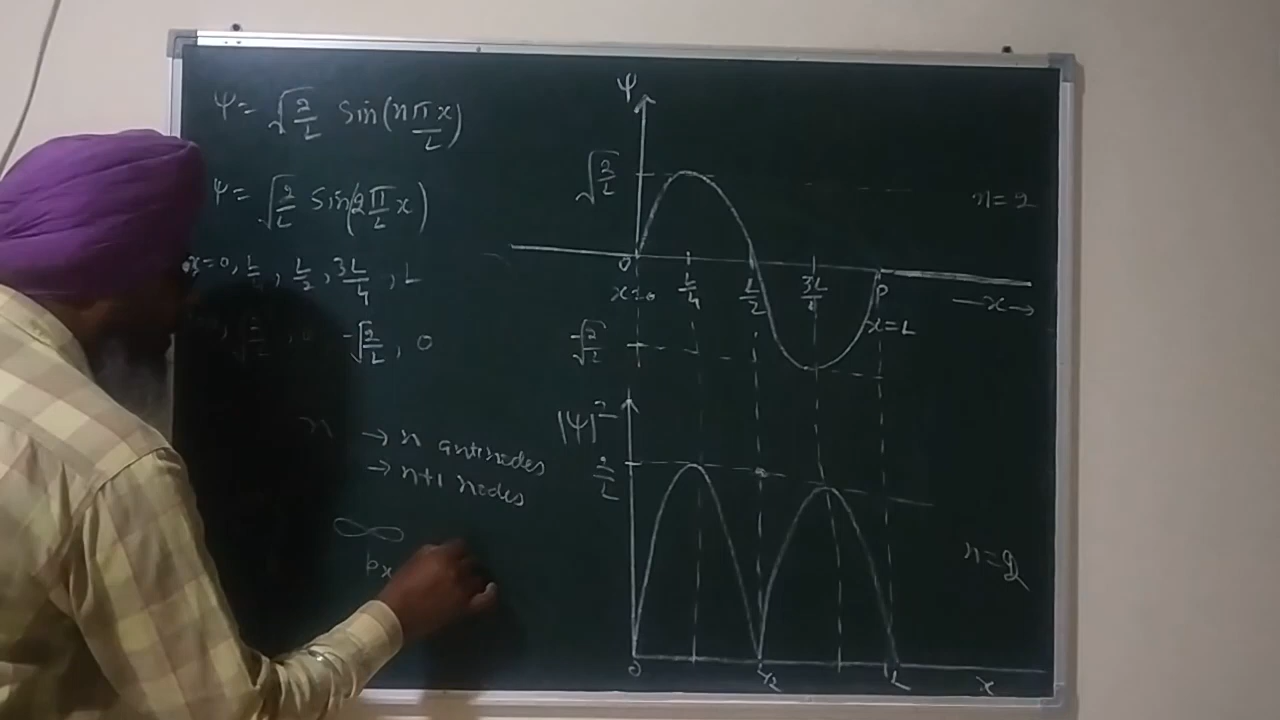 ψ = √2/L Sin(nπx/L)
ψ = √2/L Sin(2π/L x)
x=0, L/4, L/2, 3L/4, L
-√2/L, 0
n → n antinodes
→ n+1 nodes
Px
ψ
√2/L
n=2
0
x=0
L/4
L/2
3L/4
P
x=L
—x→
-√2/L
|ψ|²
2/L
n=2
0
L/2
L
x